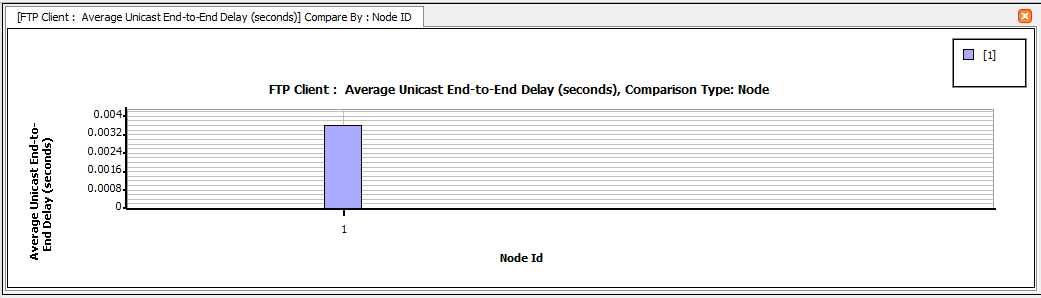 [FTP Client :  Average Unicast End-to-End Delay (seconds)] Compare By : Node ID
[1]
FTP Client :  Average Unicast End-to-End Delay (seconds), Comparison Type: Node
Average Unicast End-to-
End Delay (seconds)
0.004
0.0032
0.0024
0.0016
0.0008
0
1
Node Id